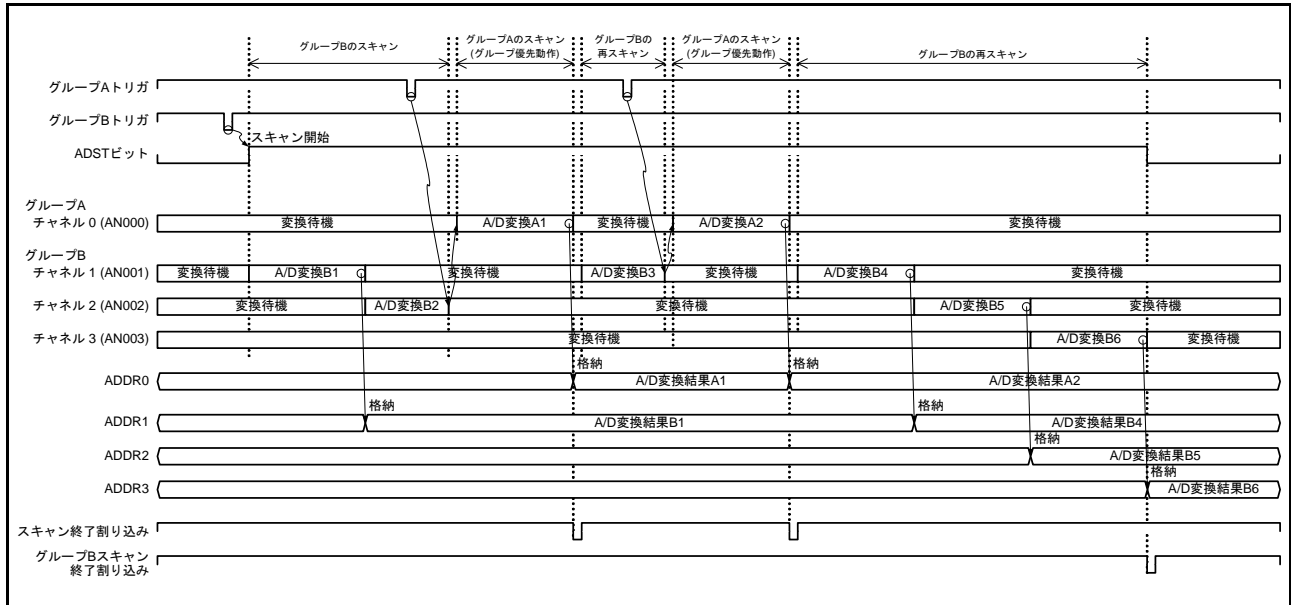 グループBのスキャン
グループAのスキャン
(グループ優先動作)
グループBの
再スキャン
グループAのスキャン
(グループ優先動作)
グループBの再スキャン
グループAトリガ
グループBトリガ
スキャン開始
ADSTビット
グループA
チャネル 0 (AN000)
変換待機 A/D変換A1 変換待機 A/D変換A2 変換待機
グループB
チャネル 1 (AN001)
変換待機 A/D変換B1 変換待機 A/D変換B3 変換待機 A/D変換B4 変換待機
チャネル 2 (AN002)
変換待機 A/D変換B2 変換待機 A/D変換B5 変換待機
チャネル 3 (AN003)
変換待機 A/D変換B6 変換待機
格納 格納
ADDR0 A/D変換結果A1 A/D変換結果A2
格納 格納
ADDR1 A/D変換結果B1 A/D変換結果B4
格納
ADDR2 A/D変換結果B5
格納
ADDR3 A/D変換結果B6
スキャン終了割り込み
グループBスキャン
終了割り込み